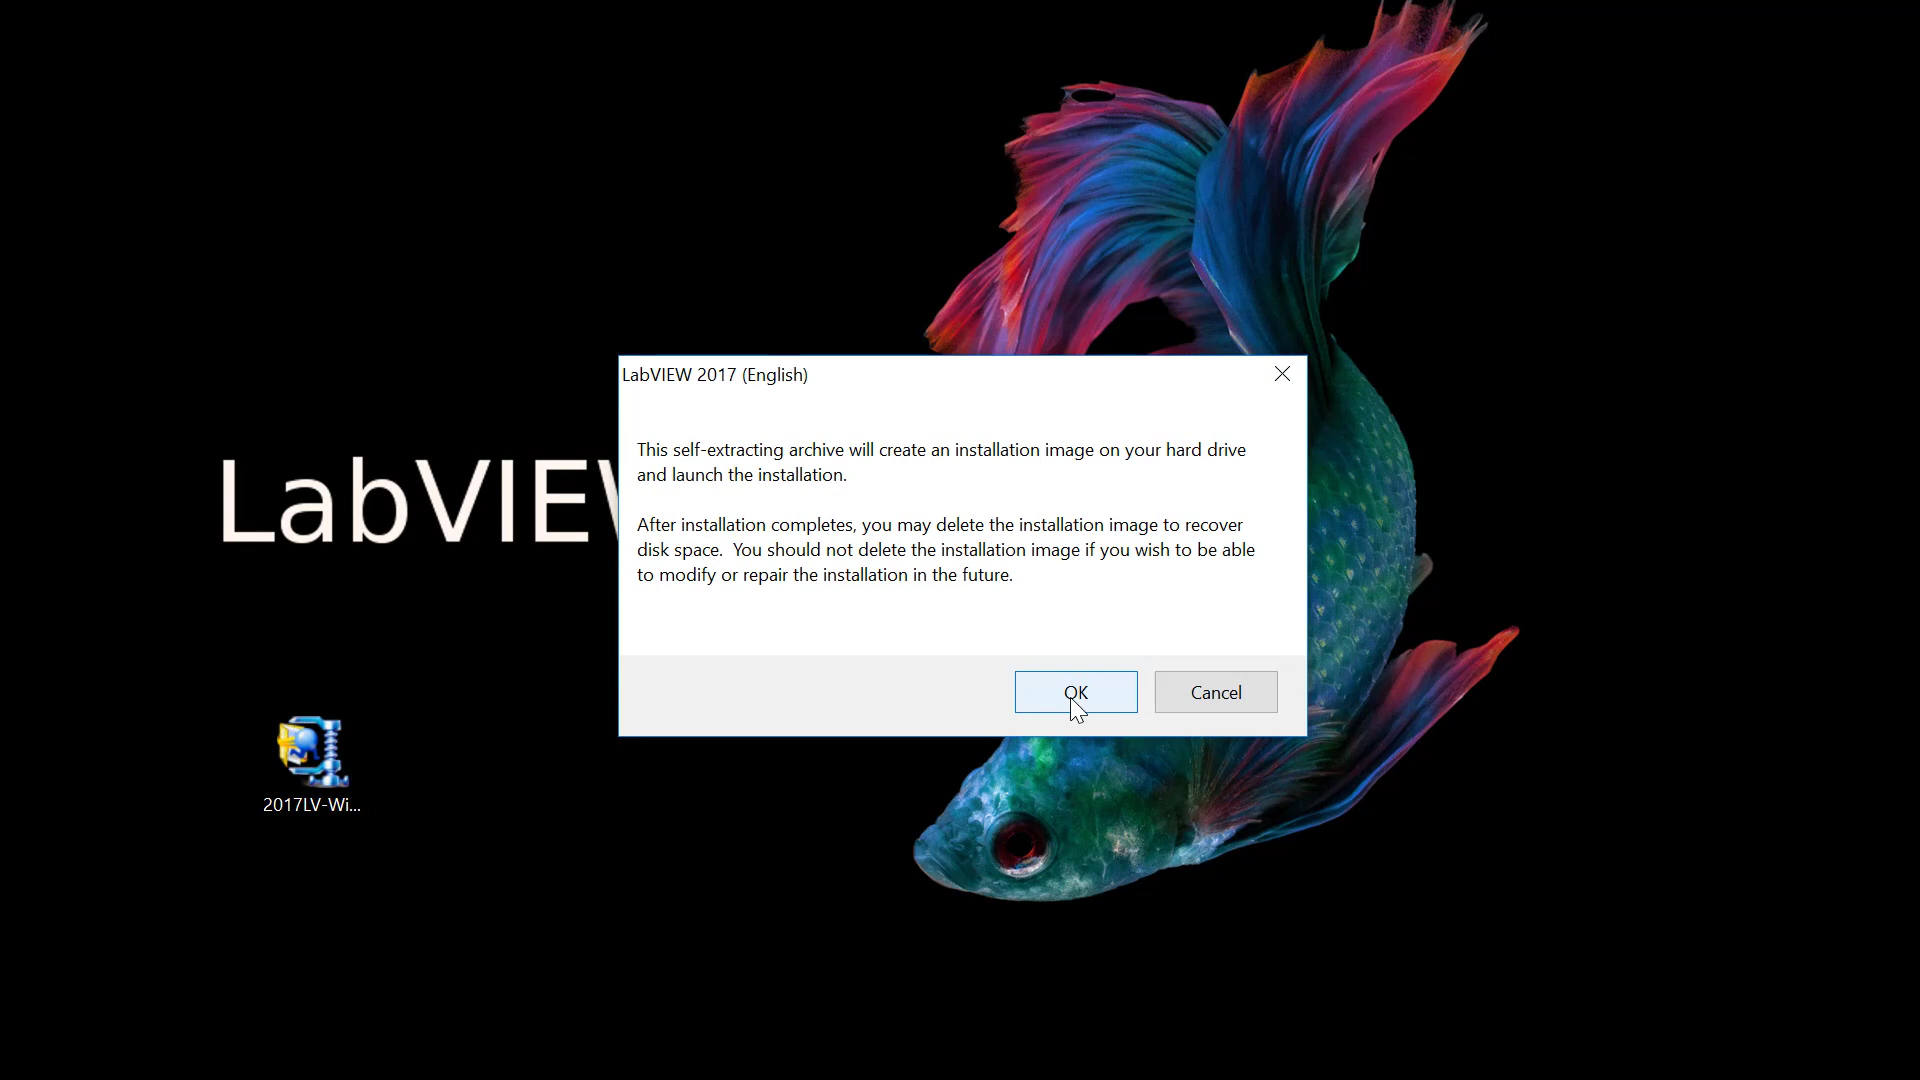 LabVIEW 2017 (English)
This self-extracting archive will create an installation image on your hard drive
and launch the installation.
After installation completes, you may delete the installation image to recover
disk space.  You should not delete the installation image if you wish to be able
to modify or repair the installation in the future.
LabVIEW
OK
Cancel
2017LV-Wi...